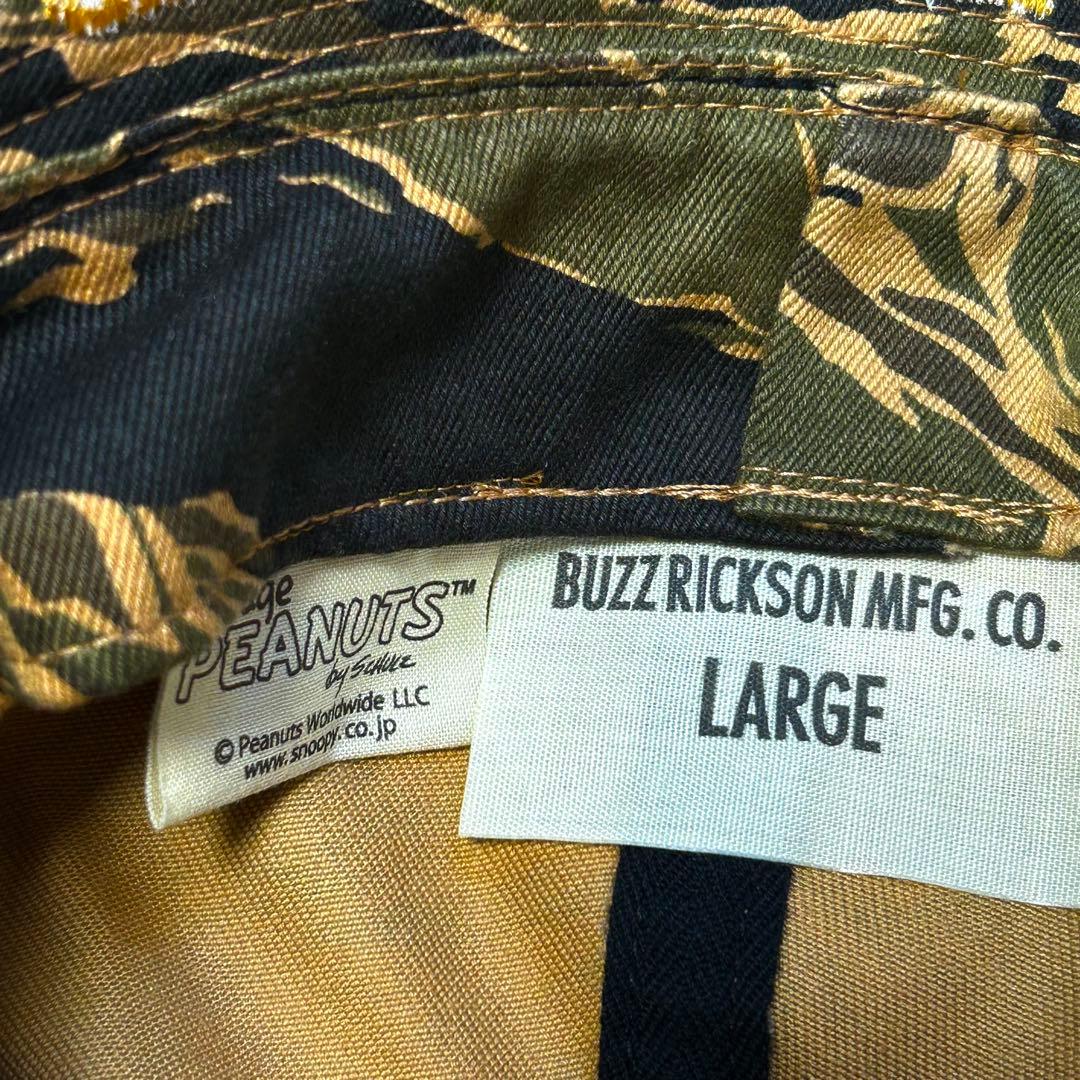 PEANUTS™
by SCHULZ
© Peanuts Worldwide LLC
www.snoopy.co.jp
BUZZ RICKSON MFG. CO.
LARGE